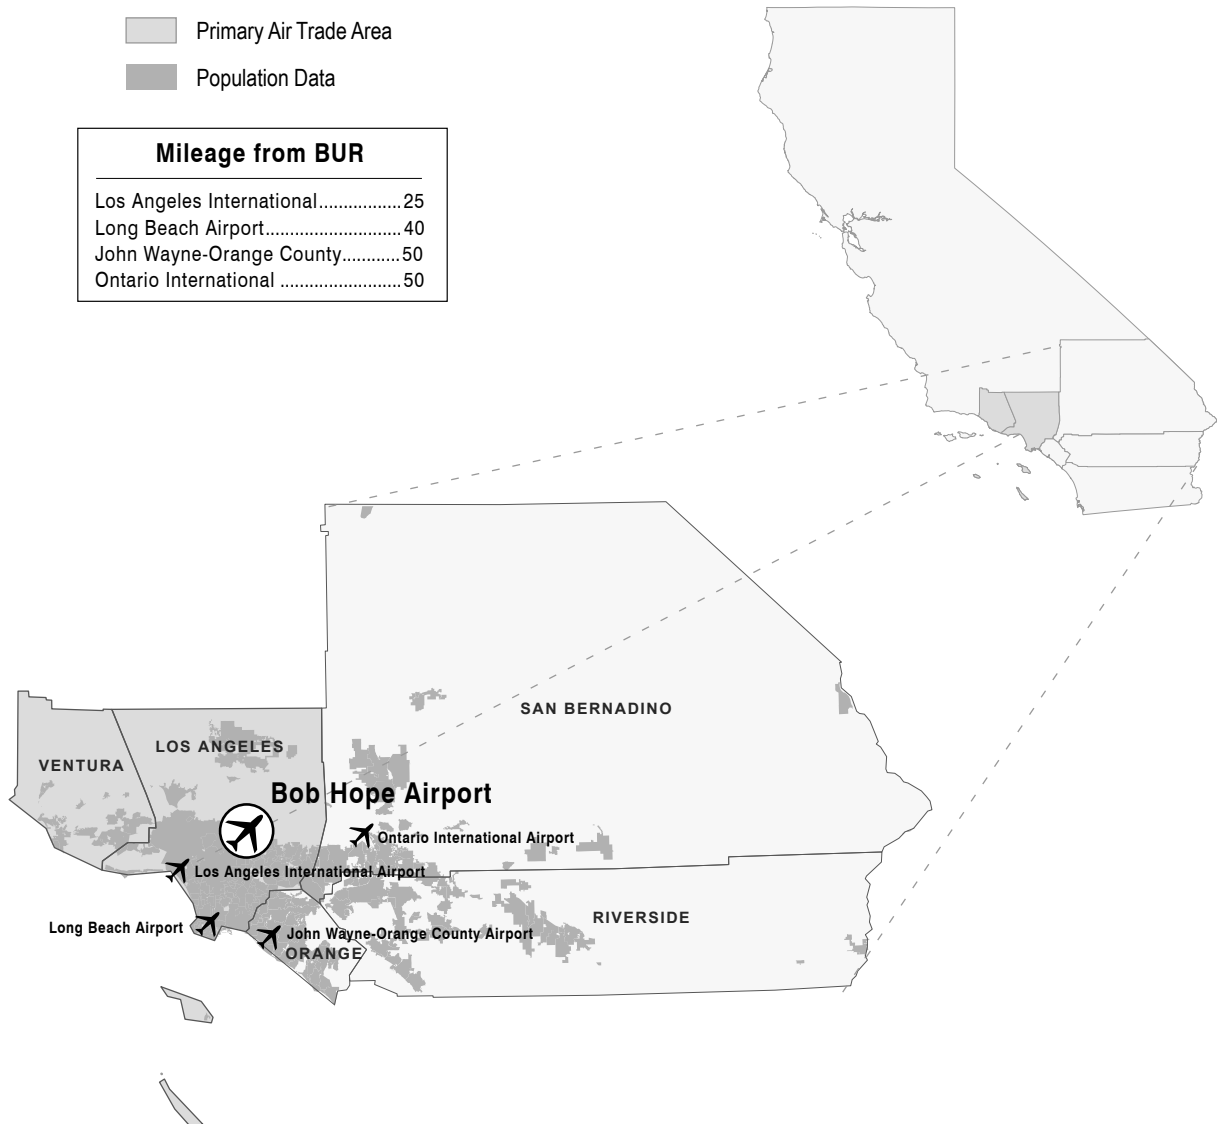 Primary Air Trade Area
Population Data
Mileage from BUR
Los Angeles International.................25
Long Beach Airport............................40
John Wayne-Orange County............50
Ontario International .........................50
SAN BERNADINO
LOS ANGELES
VENTURA
Bob Hope Airport
Ontario International Airport
Los Angeles International Airport
RIVERSIDE
Long Beach Airport
John Wayne-Orange County Airport
ORANGE